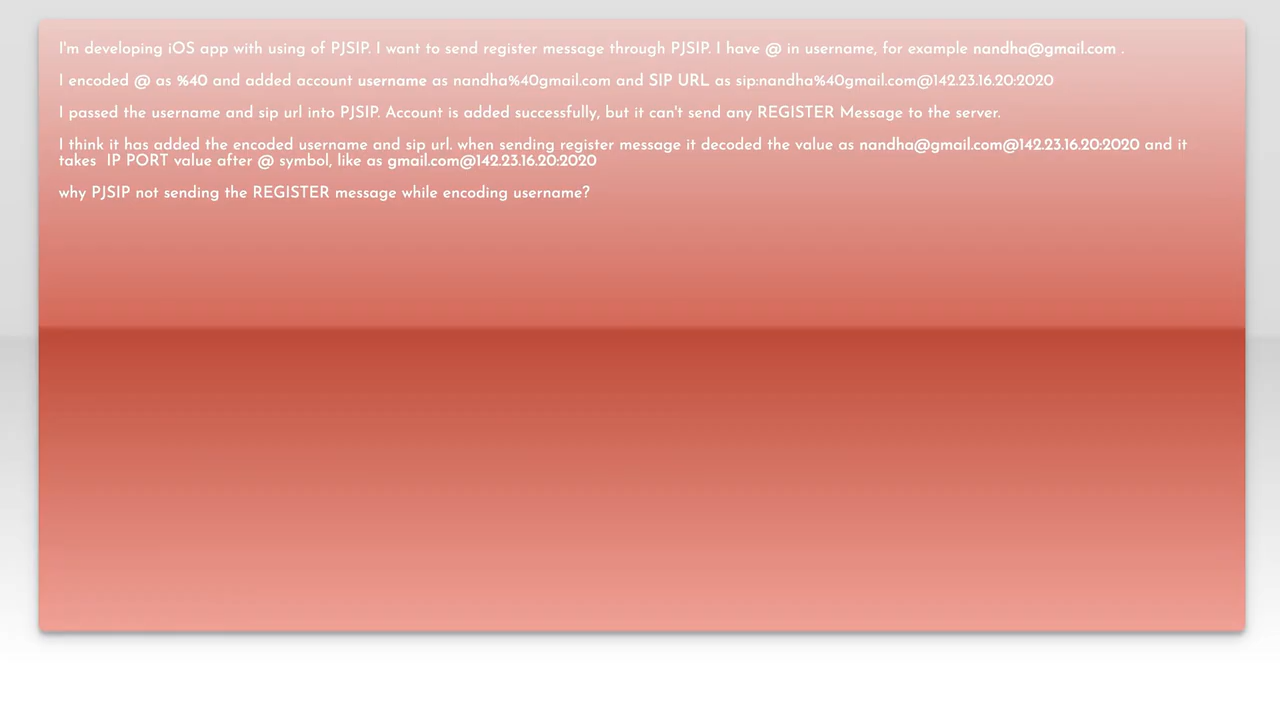 I'm developing iOS app with using of PJSIP. I want to send register message through PJSIP. I have @ in username, for example nandha@gmail.com .
I encoded @ as %40 and added account username as nandha%40gmail.com and SIP URL as sip:nandha%40gmail.com@142.23.16.20:2020
I passed the username and sip url into PJSIP. Account is added successfully, but it can't send any REGISTER Message to the server.
I think it has added the encoded username and sip url. when sending register message it decoded the value as nandha@gmail.com@142.23.16.20:2020 and it
takes  IP PORT value after @ symbol, like as gmail.com@142.23.16.20:2020
why PJSIP not sending the REGISTER message while encoding username?